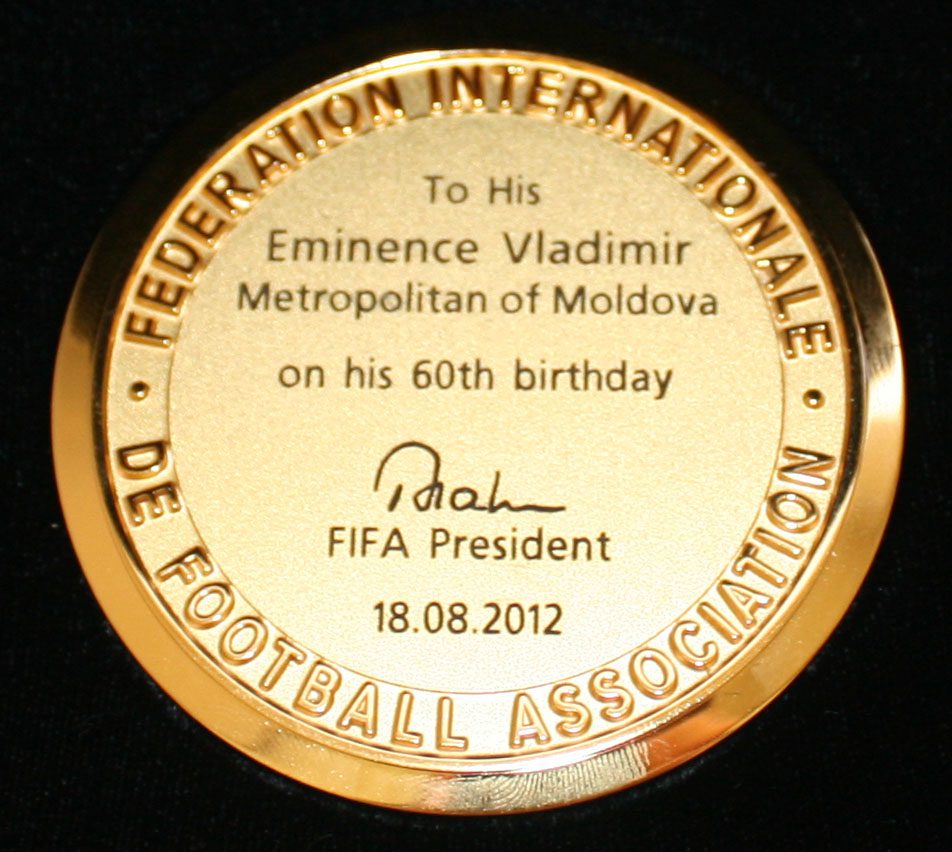 FEDERATION INTERNATIONALE
To His
Eminence Vladimir
Metropolitan of Moldova
on his 60th birthday
FIFA President
18.08.2012
DE FOOTBALL ASSOCIATION